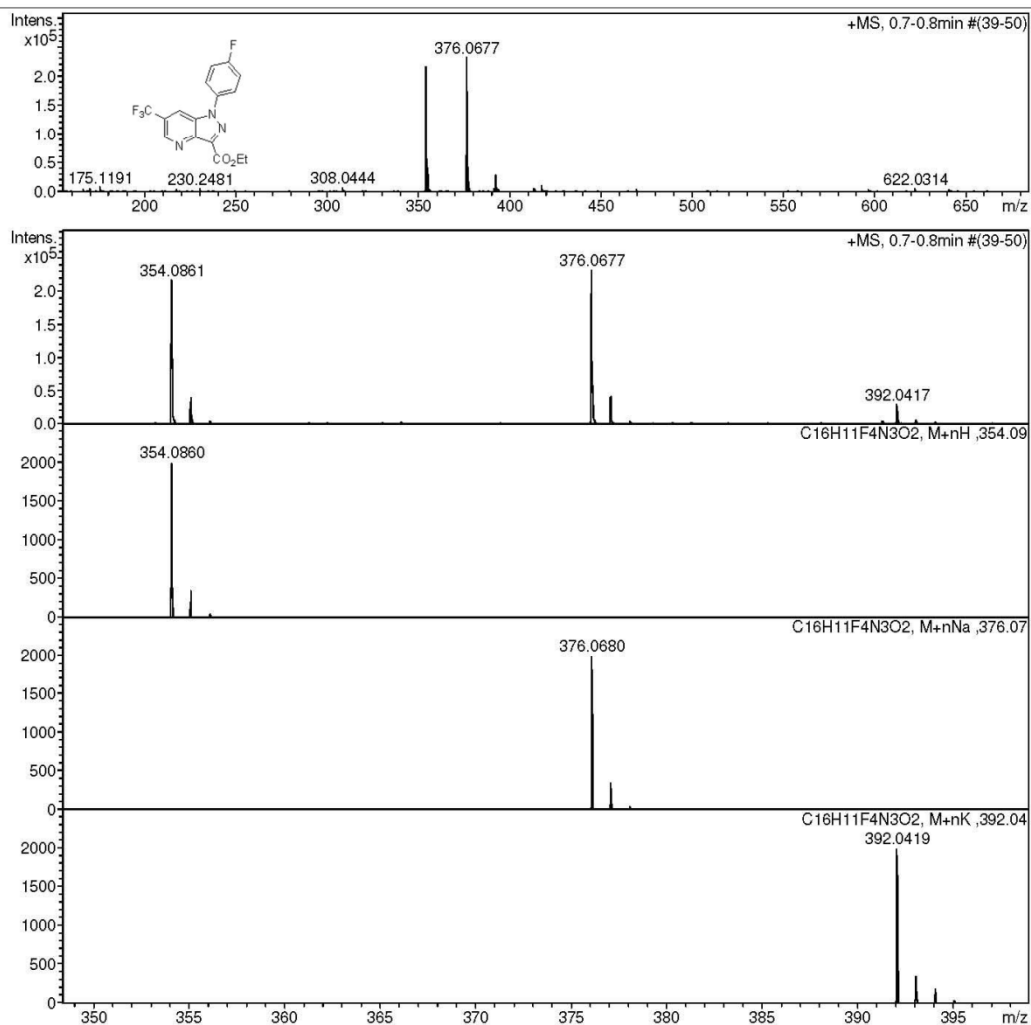 Intens.
x10⁵
+MS, 0.7-0.8min #(39-50)
376.0677
F
F₃C
N
N
N
CO₂Et
2.0
1.5
1.0
0.5
0.0
175.1191
230.2481
308.0444
622.0314
200 250 300 350 400 450 500 550 600 650 m/z
Intens.
x10⁵
+MS, 0.7-0.8min #(39-50)
354.0861
376.0677
392.0417
2.0
1.5
1.0
0.5
0.0
C16H11F4N3O2, M+nH ,354.09
354.0860
2000
1500
1000
500
0
C16H11F4N3O2, M+nNa ,376.07
376.0680
2000
1500
1000
500
0
C16H11F4N3O2, M+nK ,392.04
392.0419
2000
1500
1000
500
0
350 355 360 365 370 375 380 385 390 395 m/z